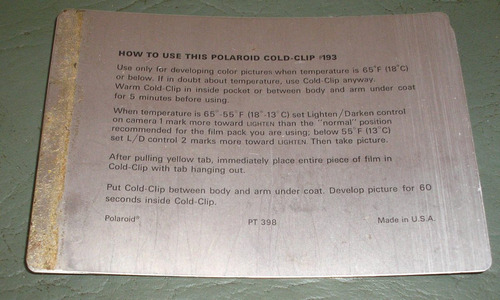 HOW TO USE THIS POLAROID COLD-CLIP #193
Use only for developing color pictures when temperature is 65°F (18°C)
or below. If in doubt about temperature, use Cold-Clip anyway.
Warm Cold-Clip in inside pocket or between body and arm under coat
for 5 minutes before using.
When temperature is 65°-55°F (18°-13°C) set Lighten/Darken control
on camera 1 mark more toward LIGHTEN than the "normal" position
recommended for the film pack you are using; below 55°F (13°C)
set L/D control 2 marks more toward LIGHTEN. Then take picture.
After pulling yellow tab, immediately place entire piece of film in
Cold-Clip with tab hanging out.
Put Cold-Clip between body and arm under coat. Develop picture for 60
seconds inside Cold-Clip.
Polaroid® PT 398 Made in U.S.A.